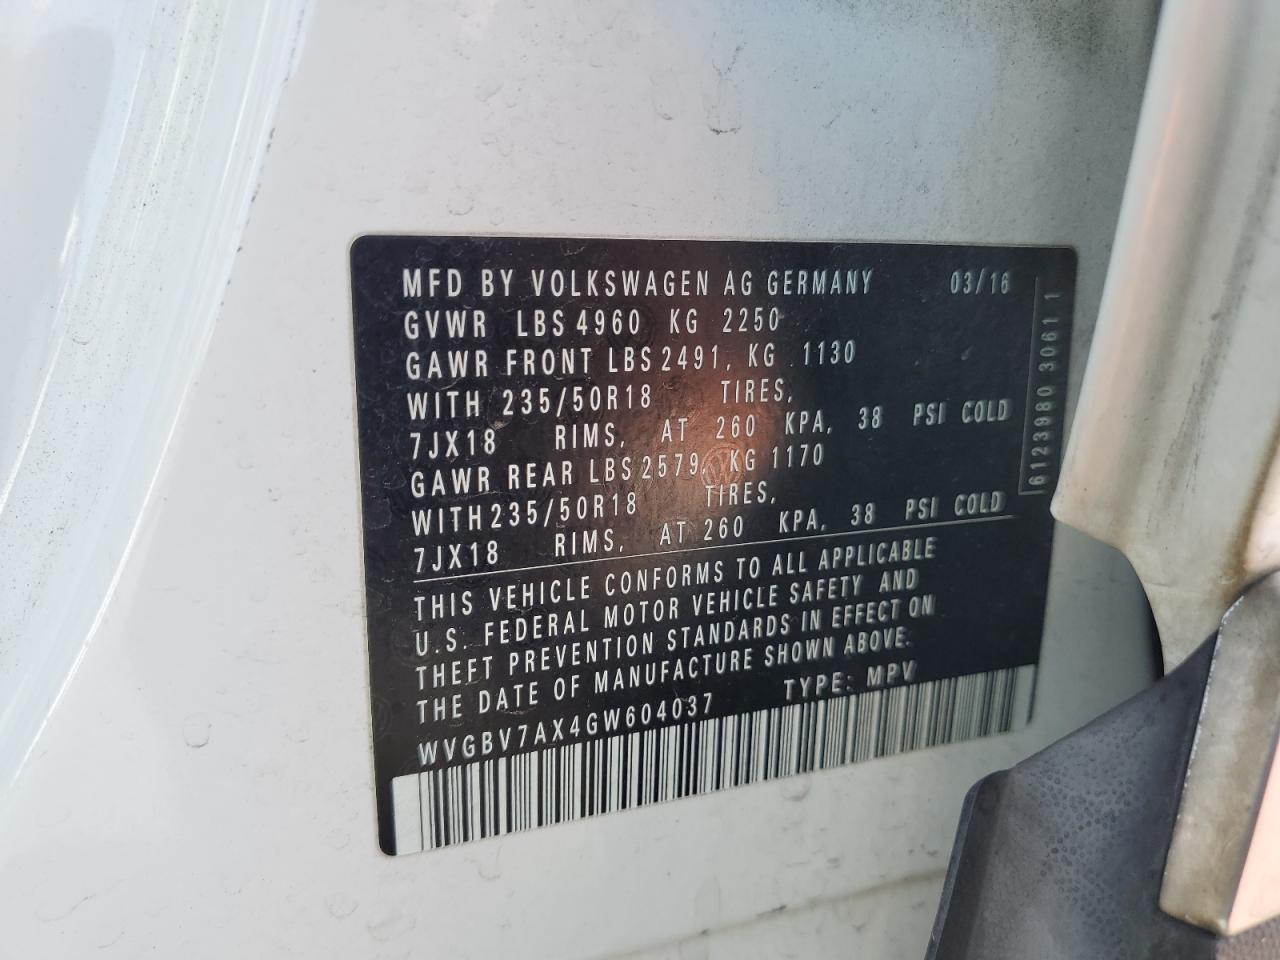 MFD BY VOLKSWAGEN AG GERMANY 03/16
GVWR LBS 4960 KG 2250
GAWR FRONT LBS 2491, KG 1130
WITH 235/50R18 TIRES,
7JX18 RIMS, AT 260 KPA, 38 PSI COLD
GAWR REAR LBS 2579, KG 1170
WITH 235/50R18 TIRES,
7JX18 RIMS, AT 260 KPA, 38 PSI COLD
THIS VEHICLE CONFORMS TO ALL APPLICABLE
U.S. FEDERAL MOTOR VEHICLE SAFETY AND
THEFT PREVENTION STANDARDS IN EFFECT ON
THE DATE OF MANUFACTURE SHOWN ABOVE.
WVGBV7AX4GW604037 TYPE: MPV
6123980 30611